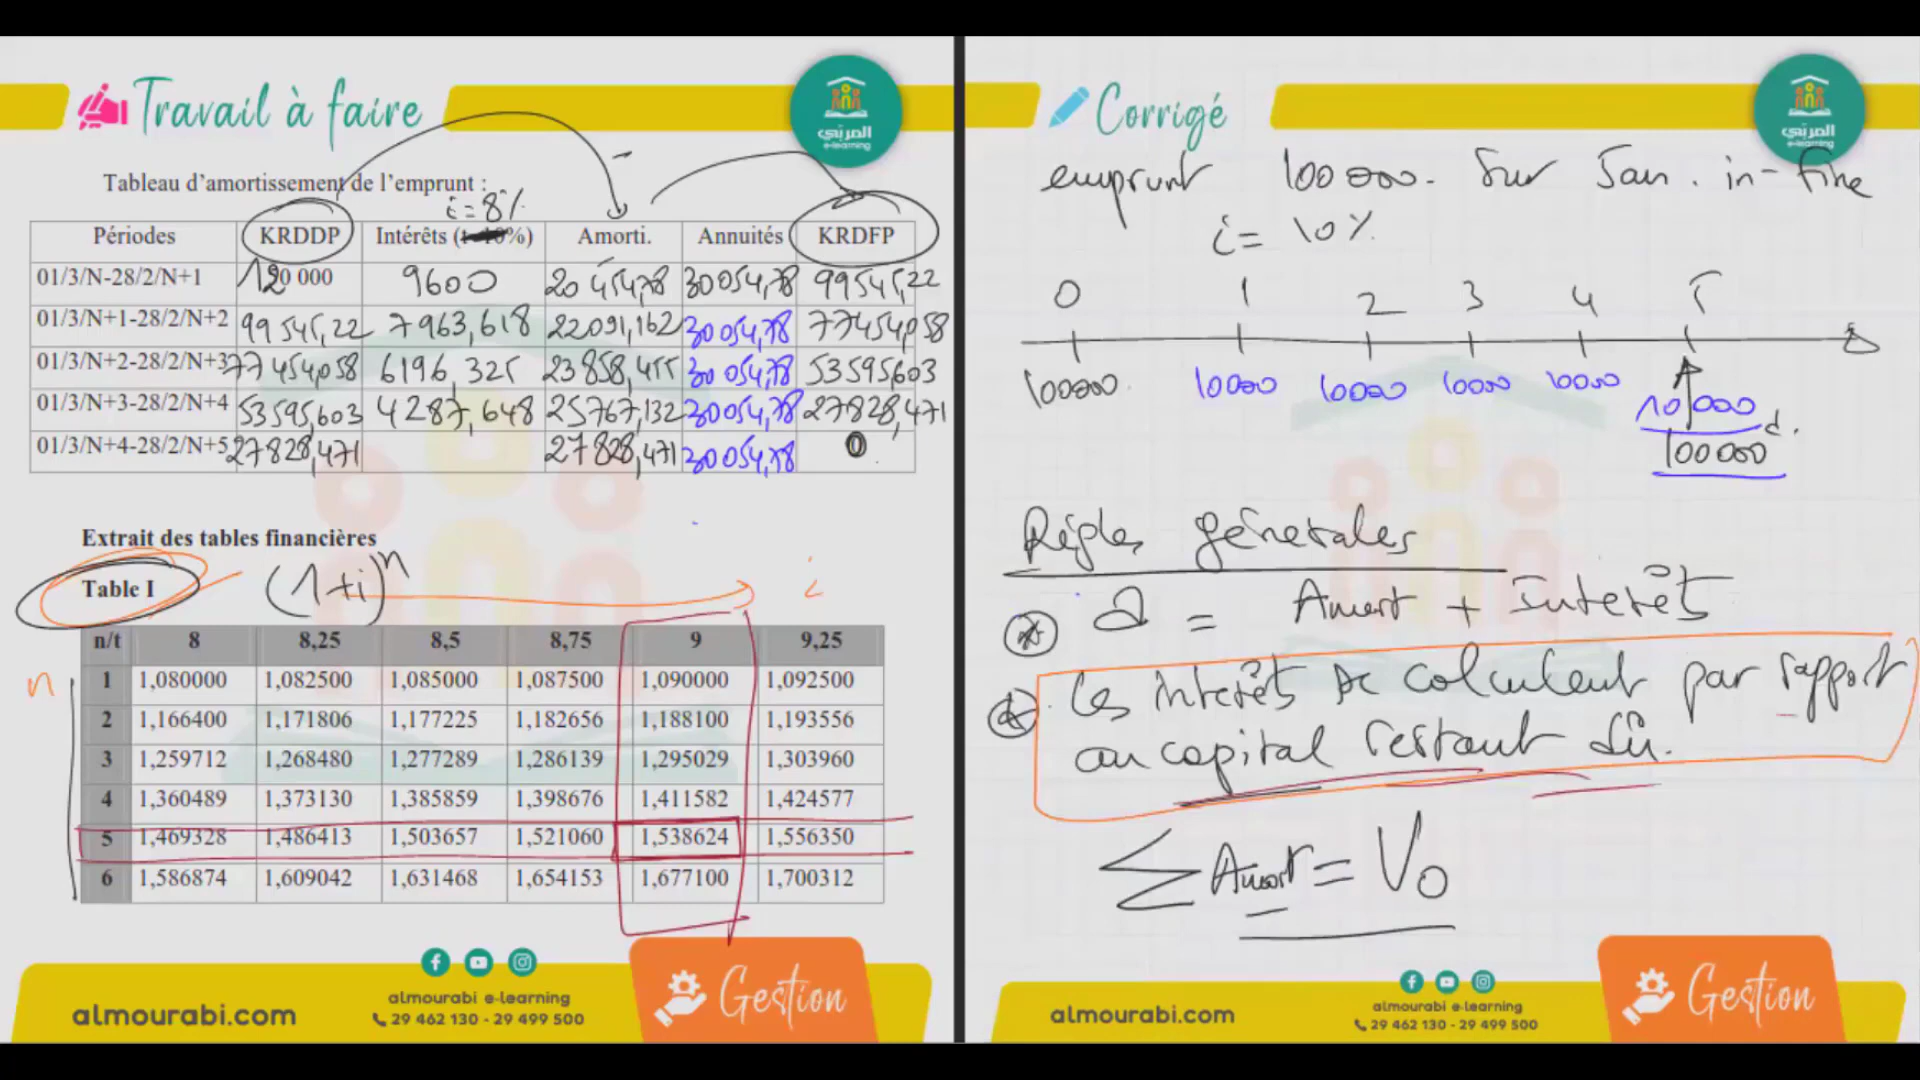 Travail à faire
المربي
e-learning
Tableau d'amortissement de l'emprunt :
i = 8%
Périodes KRDDP Intérêts ( %) Amorti. Annuités KRDFP
01/3/N-28/2/N+1 120 000 9600 20 454,78 30054,78 99545,22
01/3/N+1-28/2/N+2 99545,22 7963,618 22091,162 30054,78 77454,058
01/3/N+2-28/2/N+3 77454,058 6196,325 23858,455 30054,78 53595,603
01/3/N+3-28/2/N+4 53595,603 4287,648 25767,132 30054,78 27828,471
01/3/N+4-28/2/N+5 27828,471 27828,471 30054,78 0
Extrait des tables financières
Table I (1+i)^n i
n/t 8 8,25 8,5 8,75 9 9,25
n
1 1,080000 1,082500 1,085000 1,087500 1,090000 1,092500
2 1,166400 1,171806 1,177225 1,182656 1,188100 1,193556
3 1,259712 1,268480 1,277289 1,286139 1,295029 1,303960
4 1,360489 1,373130 1,385859 1,398676 1,411582 1,424577
5 1,469328 1,486413 1,503657 1,521060 1,538624 1,556350
6 1,586874 1,609042 1,631468 1,654153 1,677100 1,700312
almourabi.com
almourabi e-learning
29 462 130 - 29 499 500
Gestion
Corrigé
المربي
e-learning
emprunt 100 000. Sur 5 an. in-fine
i = 10%
0 1 2 3 4 5
100000 10000 10000 10000 10000 10000
100000 d.
Règles générales
a = Amort + Intérêts
Les intérêts se calculent par rapport
au capital restant dû.
∑ Amort = V0
almourabi.com
almourabi e-learning
29 462 130 - 29 499 500
Gestion